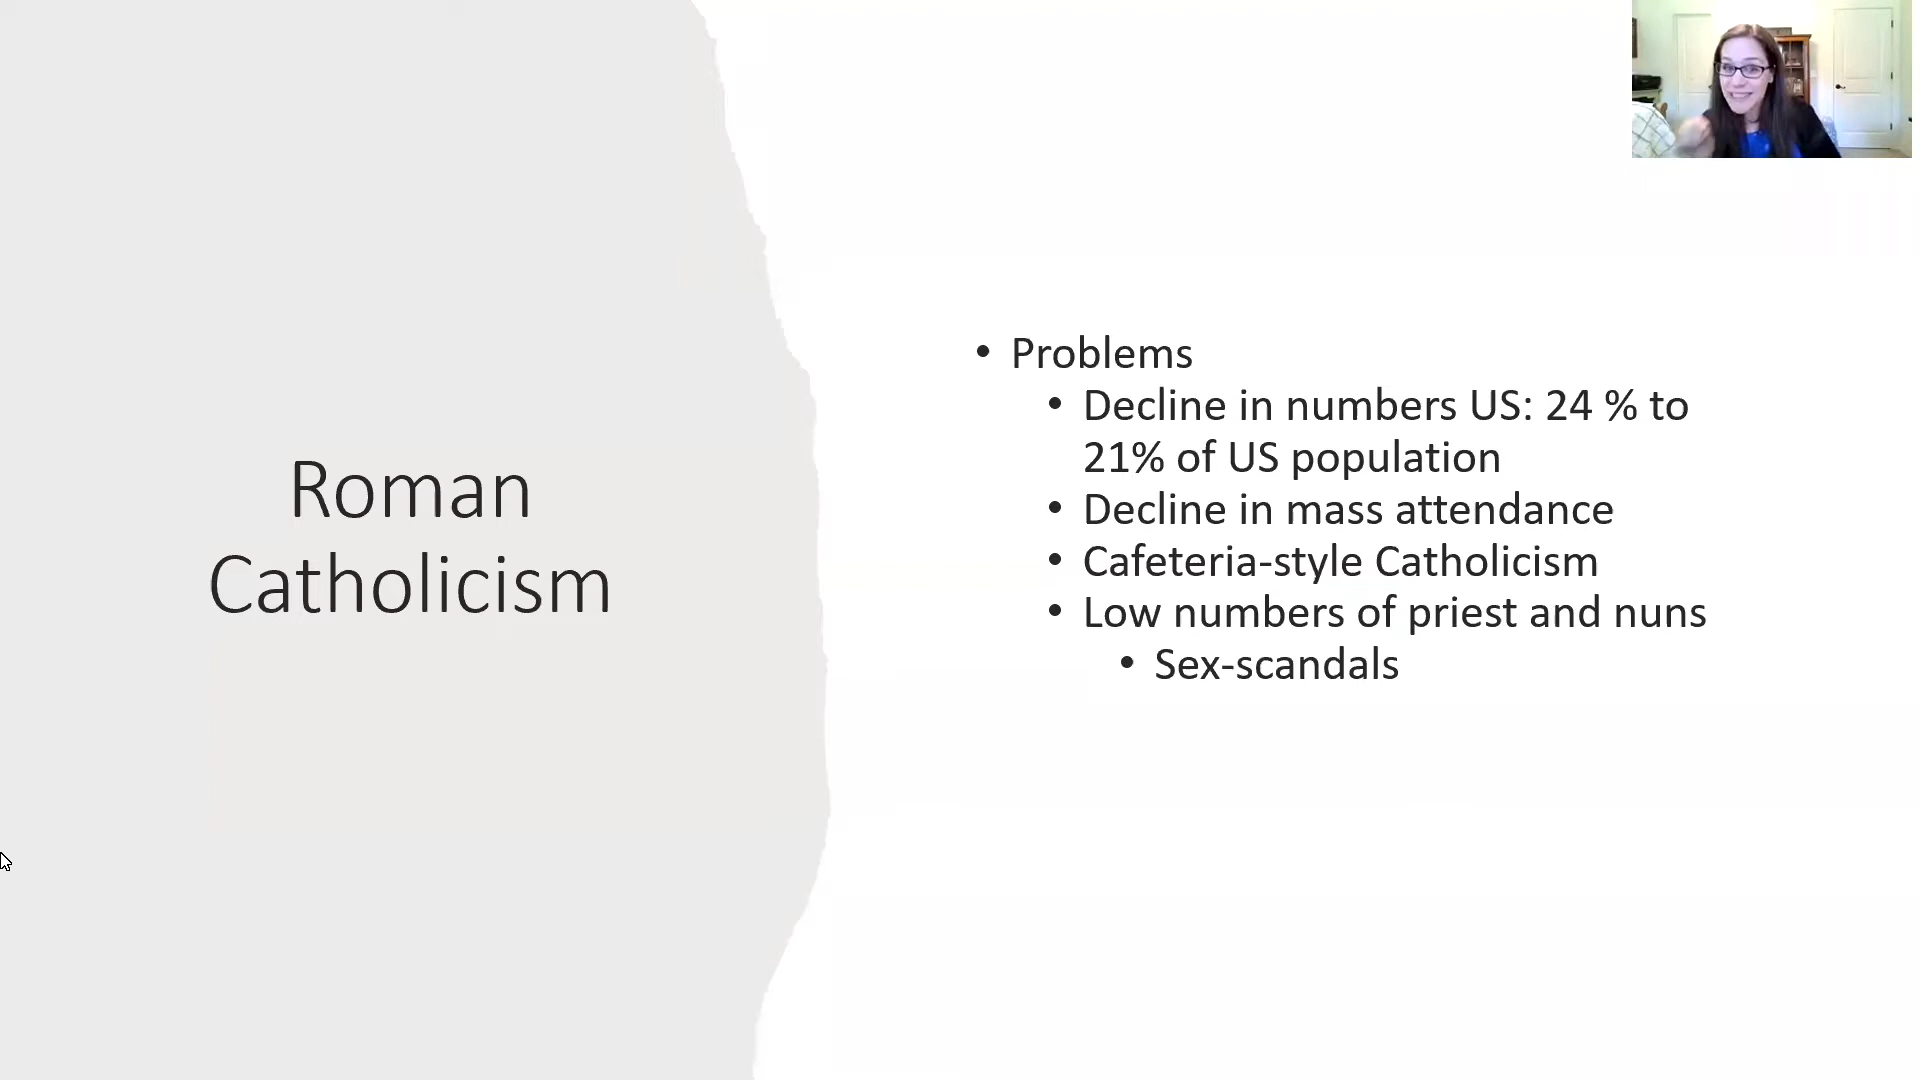 Roman
Catholicism
• Problems
• Decline in numbers US: 24 % to
21% of US population
• Decline in mass attendance
• Cafeteria-style Catholicism
• Low numbers of priest and nuns
• Sex-scandals